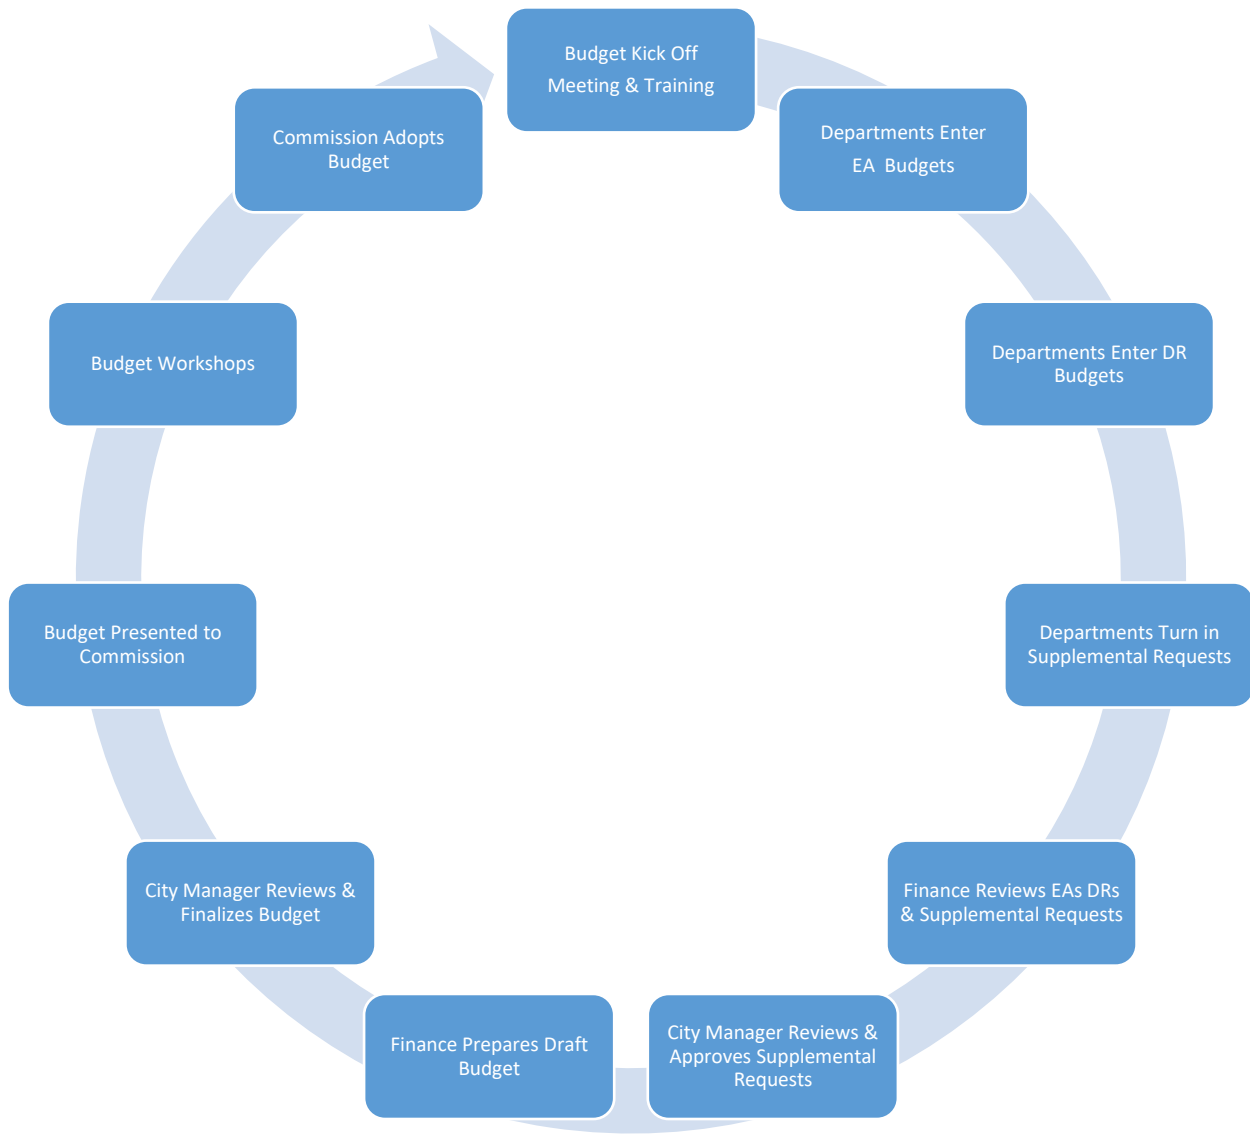 Budget Kick Off
Meeting & Training
Departments Enter
EA  Budgets
Departments Enter DR
Budgets
Departments Turn in
Supplemental Requests
Finance Reviews EAs DRs
& Supplemental Requests
City Manager Reviews &
Approves Supplemental
Requests
Finance Prepares Draft
Budget
City Manager Reviews &
Finalizes Budget
Budget Presented to
Commission
Budget Workshops
Commission Adopts
Budget